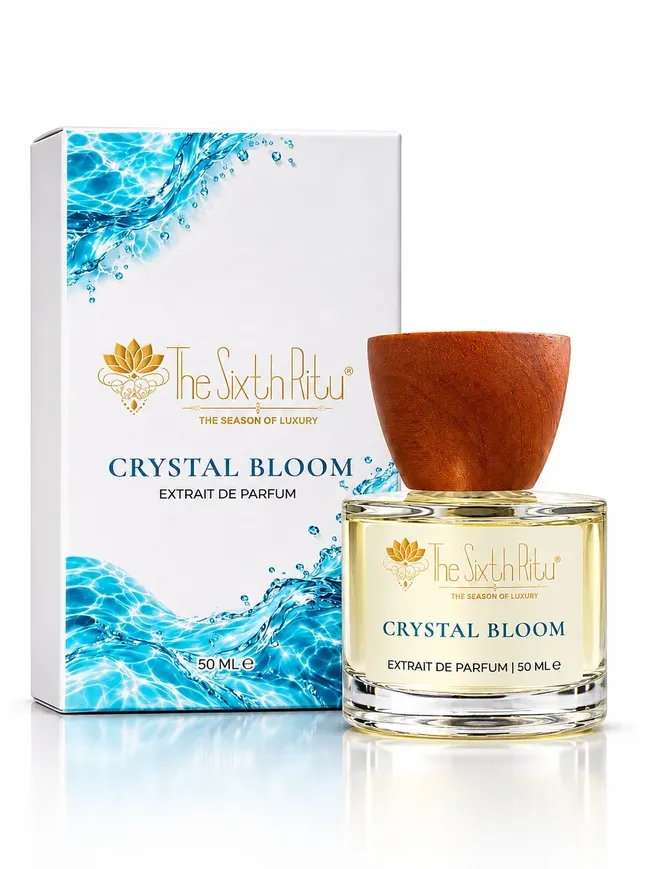 The Sixth Ritu®
THE SEASON OF LUXURY
CRYSTAL BLOOM
EXTRAIT DE PARFUM
50 ML ℮
The Sixth Ritu®
THE SEASON OF LUXURY
CRYSTAL BLOOM
EXTRAIT DE PARFUM | 50 ML ℮